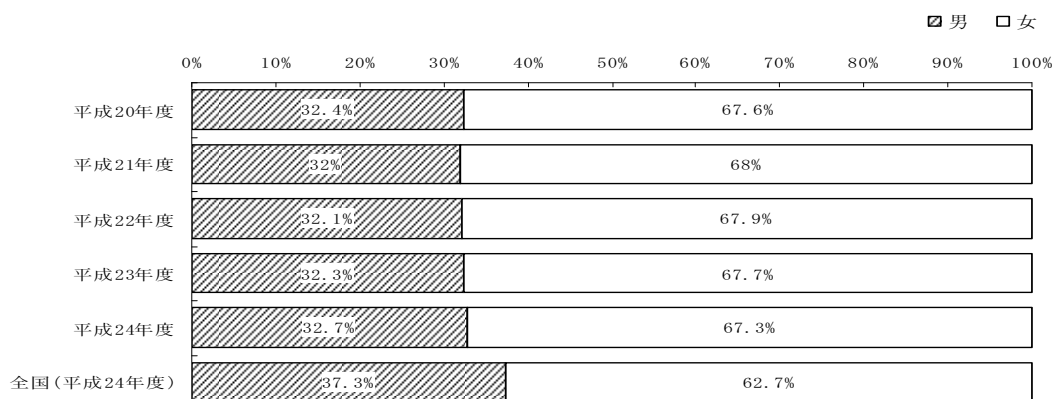 男 女
0% 10% 20% 30% 40% 50% 60% 70% 80% 90% 100%
平成20年度 32.4% 67.6%
平成21年度 32% 68%
平成22年度 32.1% 67.9%
平成23年度 32.3% 67.7%
平成24年度 32.7% 67.3%
全国(平成24年度) 37.3% 62.7%